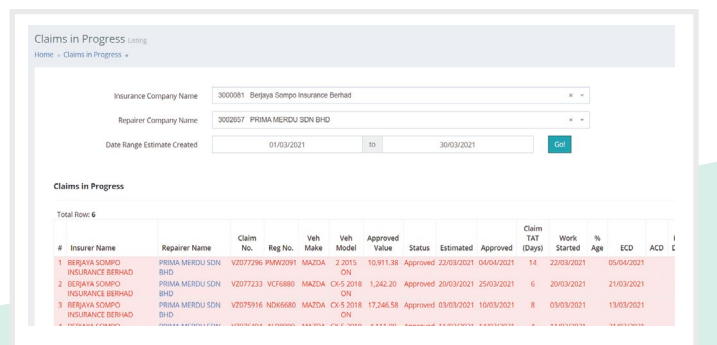 Claims in Progress Listing
Home » Claims in Progress
Insurance Company Name 3000081 Berjaya Sompo Insurance Berhad ×
Repairer Company Name 3002657 PRIMA MERDU SDN BHD ×
Date Range Estimate Created 01/03/2021 to 30/03/2021 Go!
Claims in Progress
Total Row: 6
# Insurer Name Repairer Name Claim No. Reg No. Veh Make Veh Model Approved Value Status Estimated Approved Claim TAT (Days) Work Started % Age ECD ACD
1 BERJAYA SOMPO INSURANCE BERHAD PRIMA MERDU SDN BHD VZ077296 PMW2091 MAZDA 2 2015 ON 10,911.38 Approved 22/03/2021 04/04/2021 14 22/03/2021 05/04/2021
2 BERJAYA SOMPO INSURANCE BERHAD PRIMA MERDU SDN BHD VZ077233 VCF6880 MAZDA CX-5 2018 ON 1,242.20 Approved 20/03/2021 25/03/2021 6 20/03/2021 21/03/2021
3 BERJAYA SOMPO INSURANCE BERHAD PRIMA MERDU SDN BHD VZ075916 NDK6680 MAZDA CX-5 2018 ON 17,246.58 Approved 03/03/2021 10/03/2021 8 03/03/2021 13/03/2021